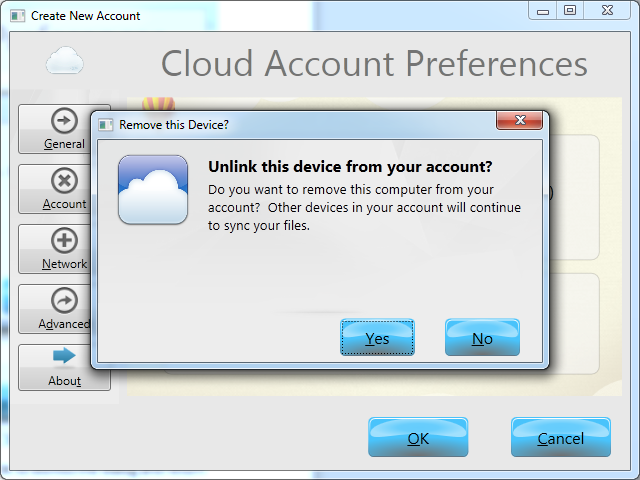 Create New Account
Cloud Account Preferences
General
Account
Network
Advanced
About
Remove this Device?
Unlink this device from your account?
Do you want to remove this computer from your
account?  Other devices in your account will continue
to sync your files.
Yes
No
OK
Cancel